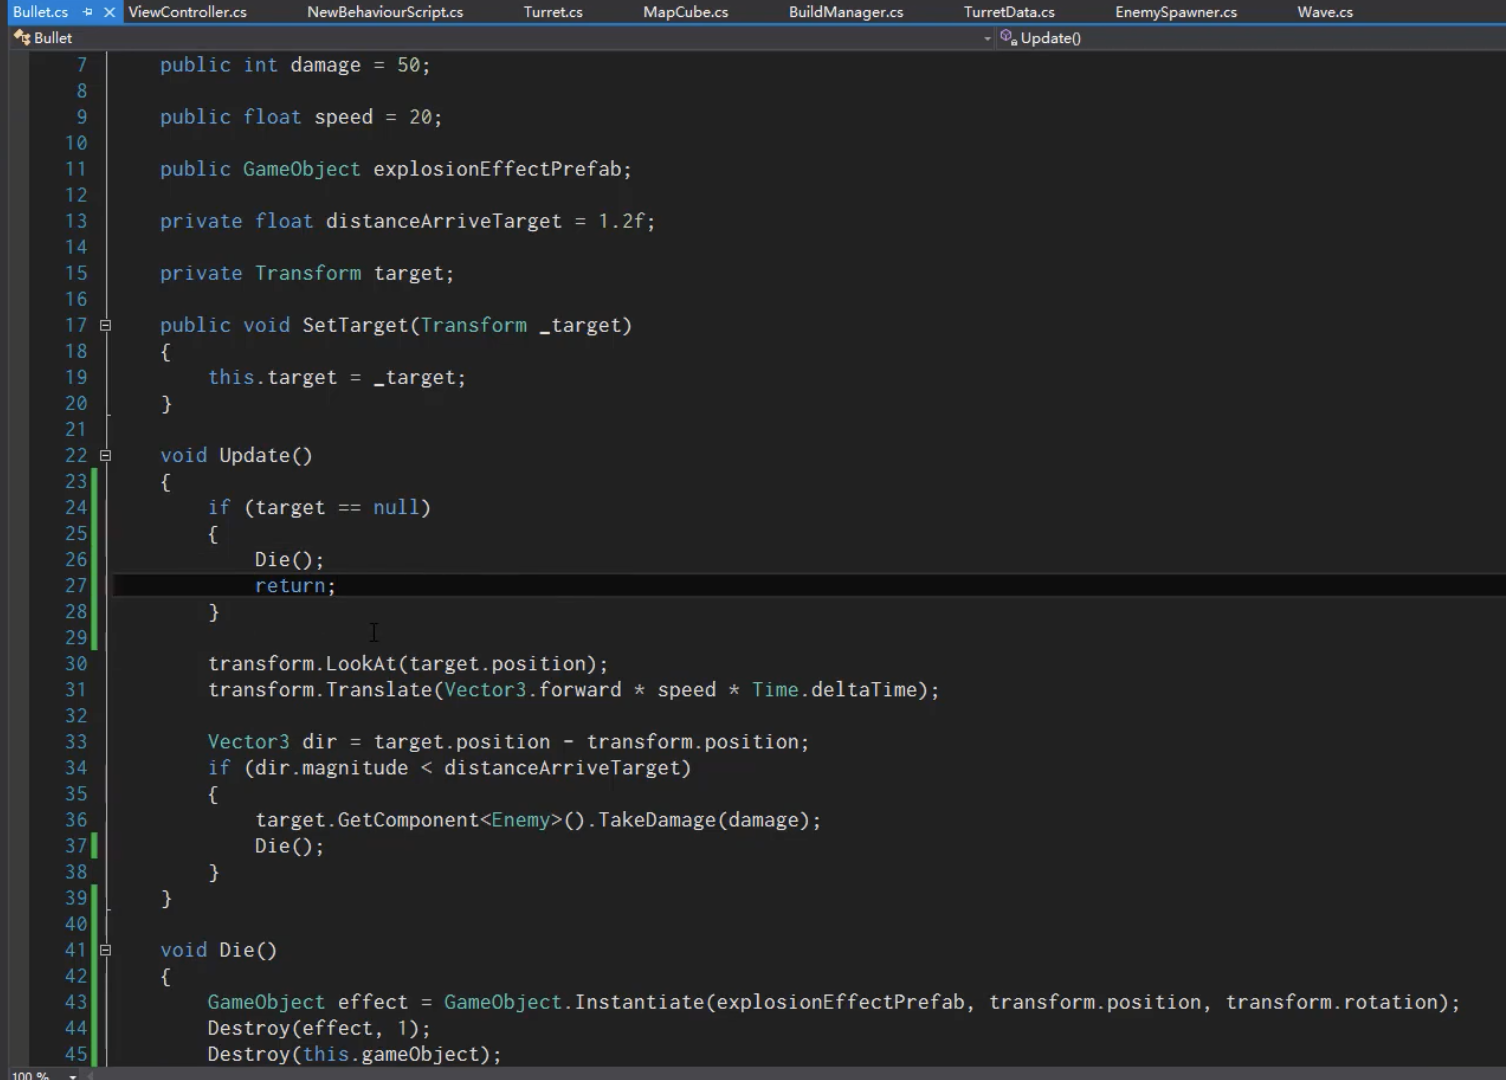 Bullet.cs ViewController.cs NewBehaviourScript.cs Turret.cs MapCube.cs BuildManager.cs TurretData.cs EnemySpawner.cs Wave.cs
Bullet Update()
7 public int damage = 50;
8
9 public float speed = 20;
10
11 public GameObject explosionEffectPrefab;
12
13 private float distanceArriveTarget = 1.2f;
14
15 private Transform target;
16
17 public void SetTarget(Transform _target)
18 {
19 this.target = _target;
20 }
21
22 void Update()
23 {
24 if (target == null)
25 {
26 Die();
27 return;
28 }
29
30 transform.LookAt(target.position);
31 transform.Translate(Vector3.forward * speed * Time.deltaTime);
32
33 Vector3 dir = target.position - transform.position;
34 if (dir.magnitude < distanceArriveTarget)
35 {
36 target.GetComponent<Enemy>().TakeDamage(damage);
37 Die();
38 }
39 }
40
41 void Die()
42 {
43 GameObject effect = GameObject.Instantiate(explosionEffectPrefab, transform.position, transform.rotation);
44 Destroy(effect, 1);
45 Destroy(this.gameObject);
100 %